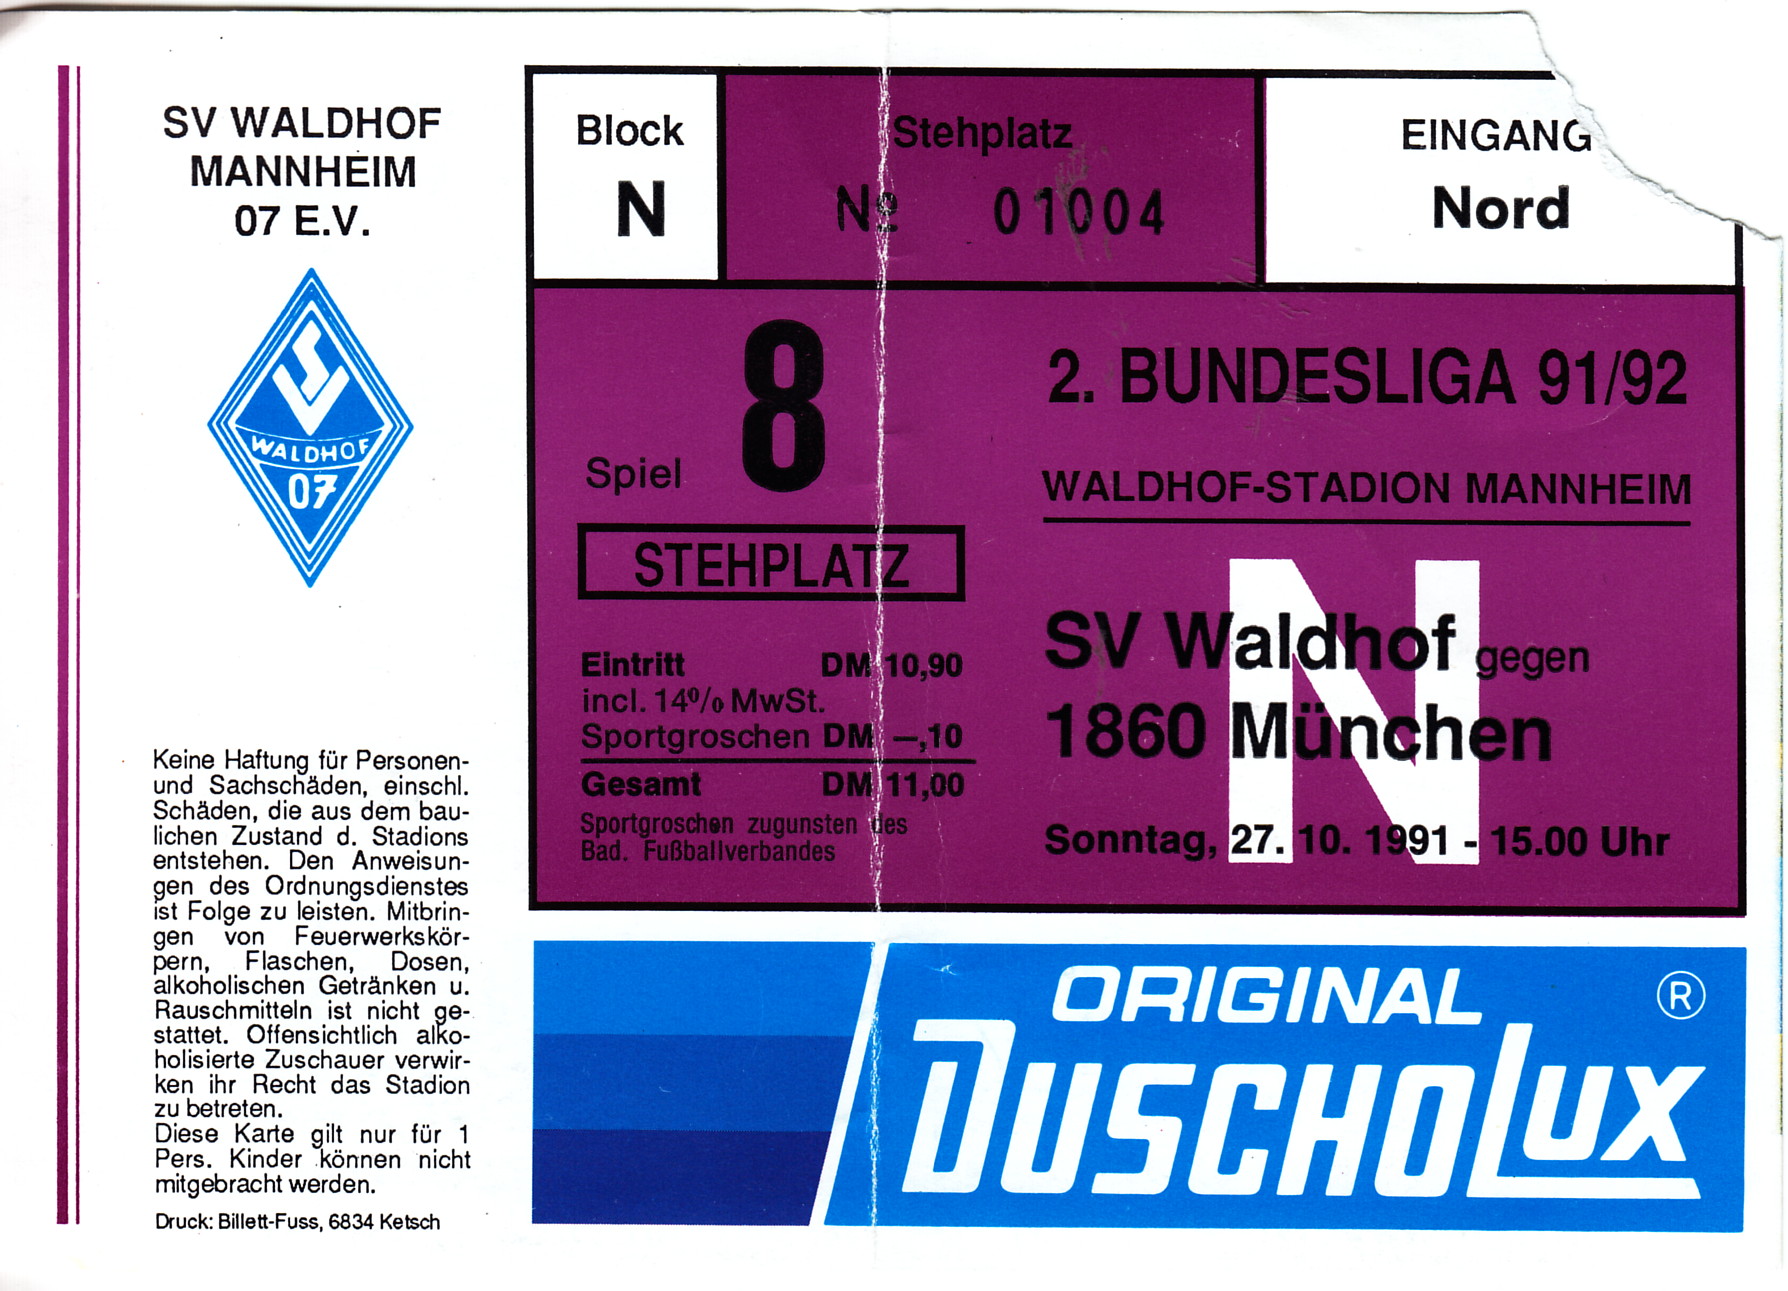 SV WALDHOF
MANNHEIM
07 E.V.
SV
WALDHOF
07
Keine Haftung für Personen-
und Sachschäden, einschl.
Schäden, die aus dem bau-
lichen Zustand d. Stadions
entstehen. Den Anweisun-
gen des Ordnungsdienstes
ist Folge zu leisten. Mitbrin-
gen von Feuerwerkskör-
pern, Flaschen, Dosen,
alkoholischen Getränken u.
Rauschmitteln ist nicht ge-
stattet. Offensichtlich alko-
holisierte Zuschauer verwir-
ken ihr Recht das Stadion
zu betreten.
Diese Karte gilt nur für 1
Pers. Kinder können nicht
mitgebracht werden.
Druck: Billett-Fuss, 6834 Ketsch
Block
N
Stehplatz
№ 01004
EINGANG
Nord
Spiel 8
STEHPLATZ
Eintritt DM 10,90
incl. 14% MwSt.
Sportgroschen DM –,10
Gesamt DM 11,00
Sportgroschen zugunsten des
Bad. Fußballverbandes
2. BUNDESLIGA 91/92
WALDHOF-STADION MANNHEIM
N
SV Waldhof gegen
1860 München
Sonntag, 27. 10. 1991 - 15.00 Uhr
ORIGINAL ®
DUSCHOLUX